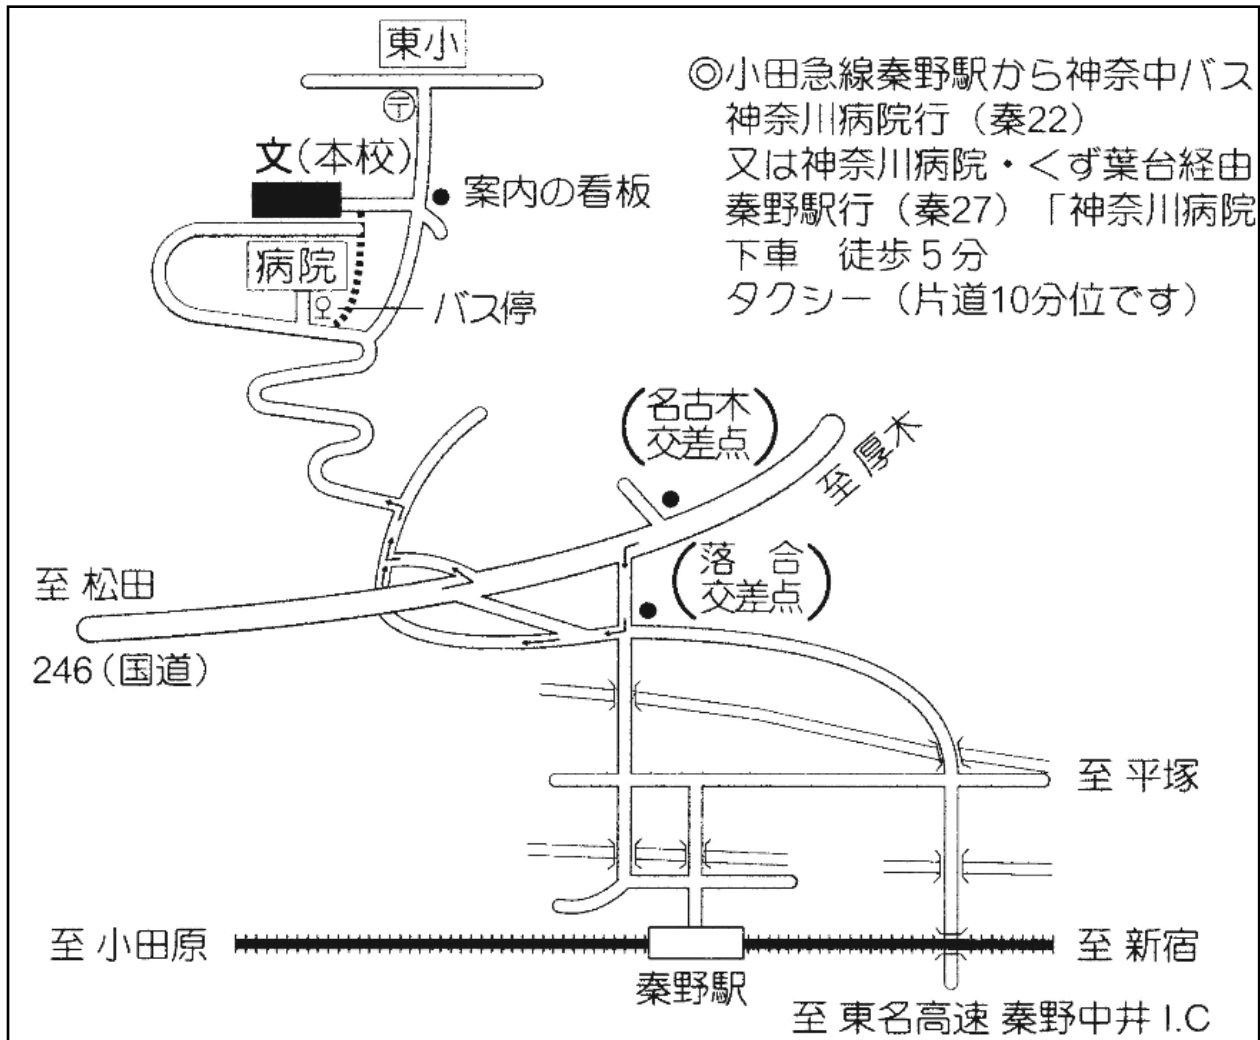 東小
〒
文(本校)
案内の看板
病院
バス停
◎小田急線秦野駅から神奈中バス
神奈川病院行（秦22）
又は神奈川病院・くず葉台経由
秦野駅行（秦27）「神奈川病院
下車　徒歩５分
タクシー（片道10分位です）
名古木
交差点
至 厚木
落　合
交差点
至 松田
246（国道）
至 平塚
至 小田原
至 新宿
秦野駅
至 東名高速 秦野中井 I.C